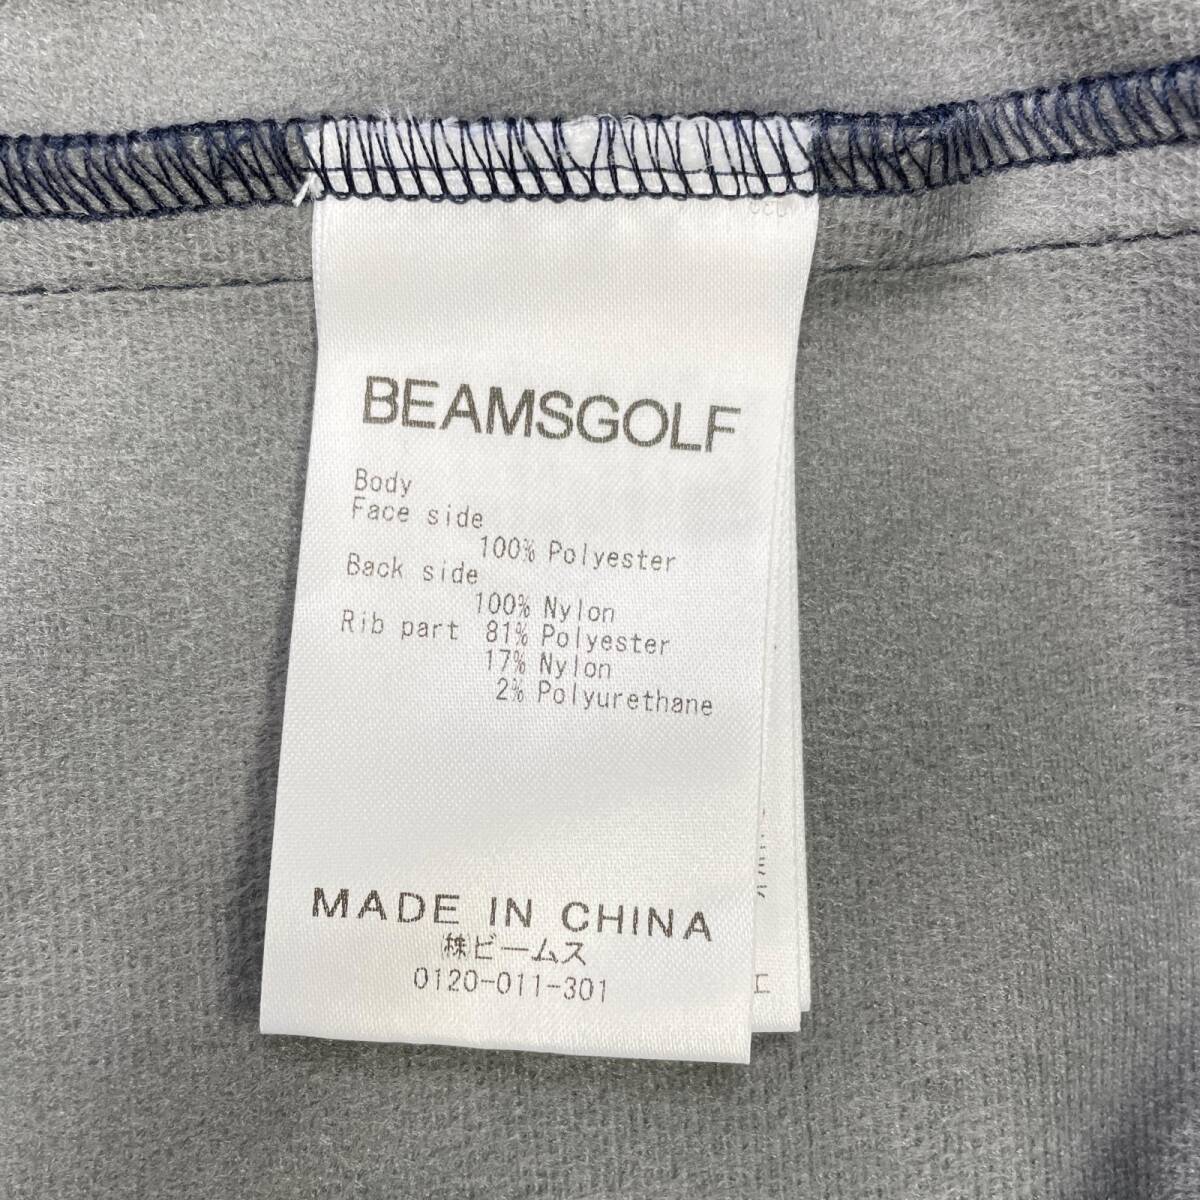 BEAMSGOLF
Body
Face side
100% Polyester
Back side
100% Nylon
Rib part 81% Polyester
17% Nylon
2% Polyurethane
MADE IN CHINA
㈱ビームス
0120-011-301